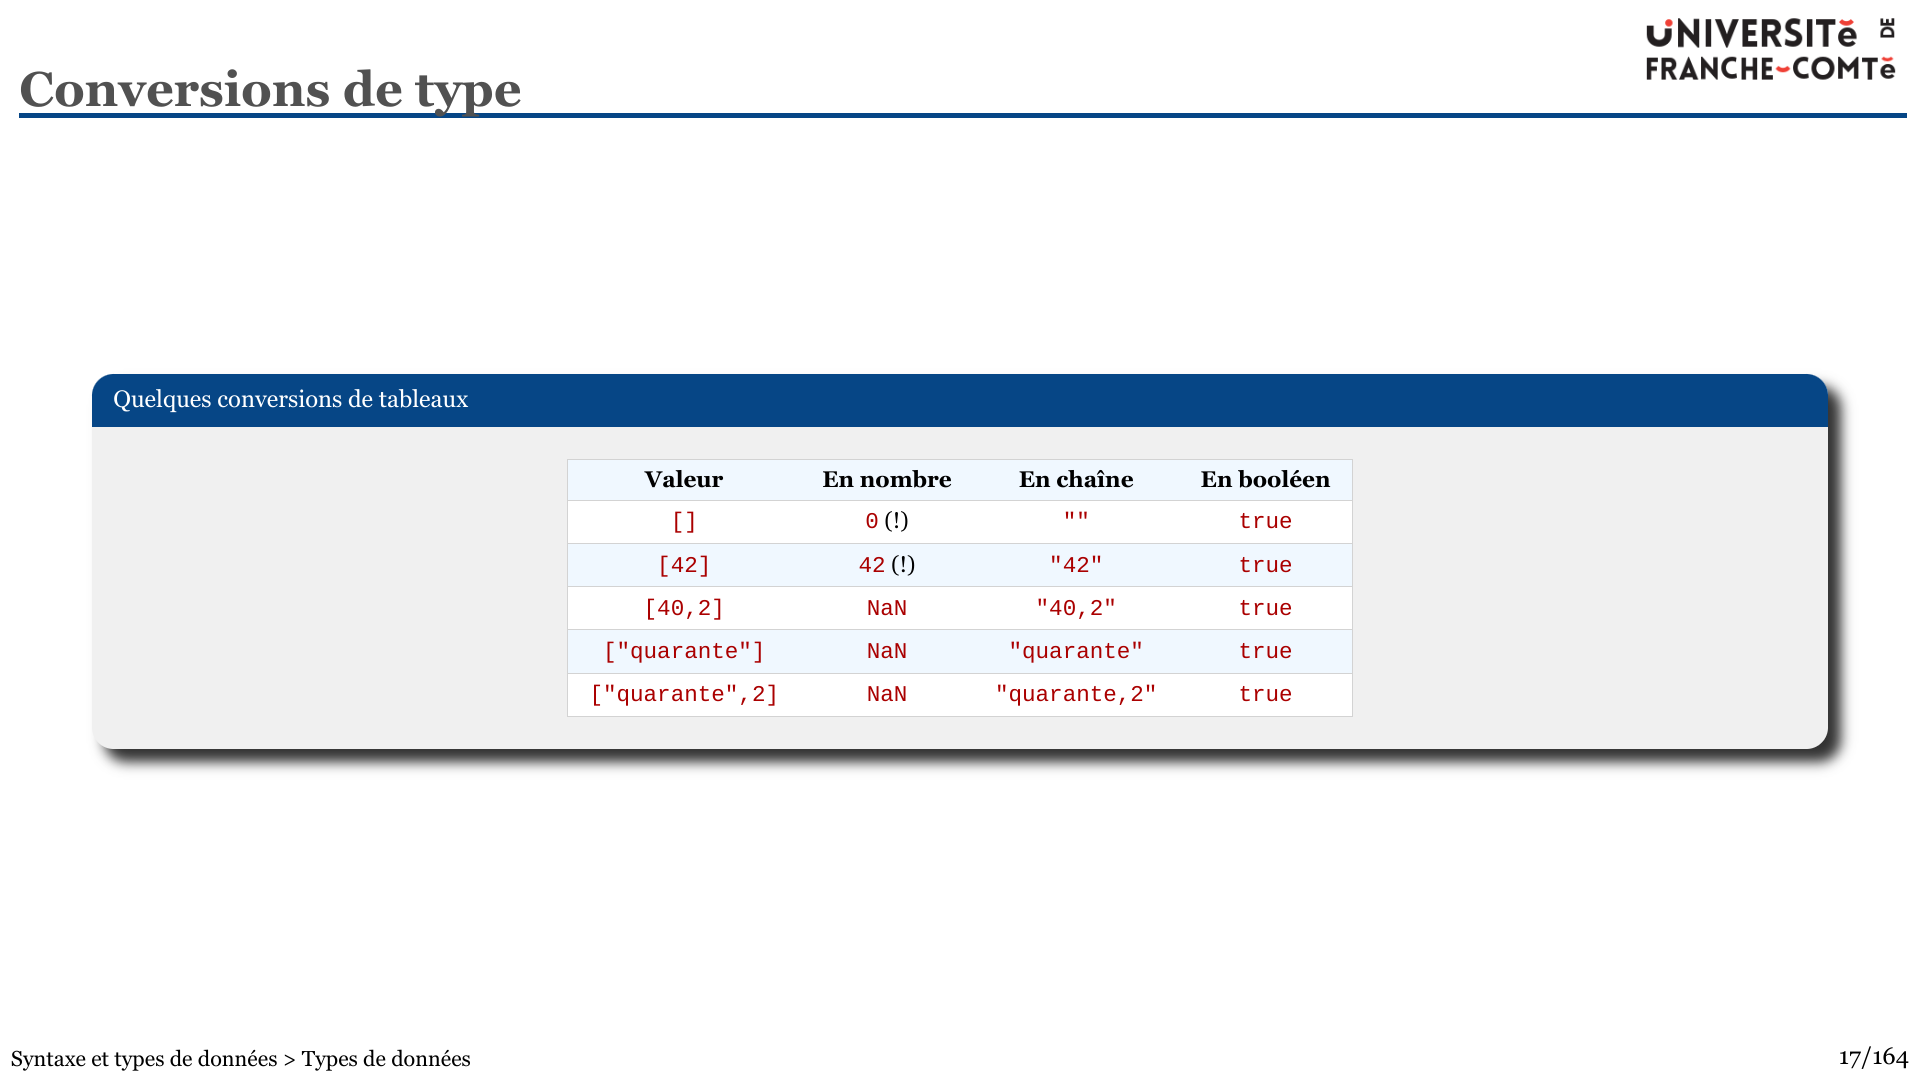 UNIVERSITĕ DE
FRANCHE-COMTĕ
Conversions de type
Quelques conversions de tableaux
Valeur En nombre En chaîne En booléen
[] 0 (!) "" true
[42] 42 (!) "42" true
[40,2] NaN "40,2" true
["quarante"] NaN "quarante" true
["quarante",2] NaN "quarante,2" true
Syntaxe et types de données > Types de données
17/164